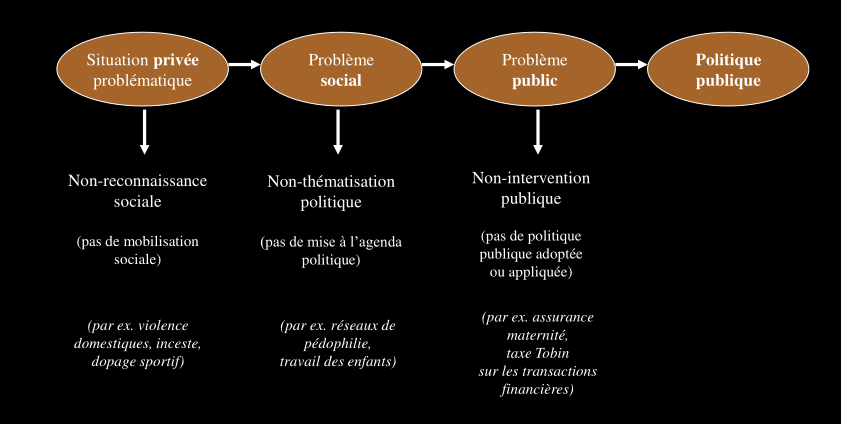 Situation privée
problématique
Problème
social
Problème
public
Politique
publique
Non-reconnaissance
sociale
(pas de mobilisation
sociale)
(par ex. violence
domestiques, inceste,
dopage sportif)
Non-thématisation
politique
(pas de mise à l’agenda
politique)
(par ex. réseaux de
pédophilie,
travail des enfants)
Non-intervention
publique
(pas de politique
publique adoptée
ou appliquée)
(par ex. assurance
maternité,
taxe Tobin
sur les transactions
financières)